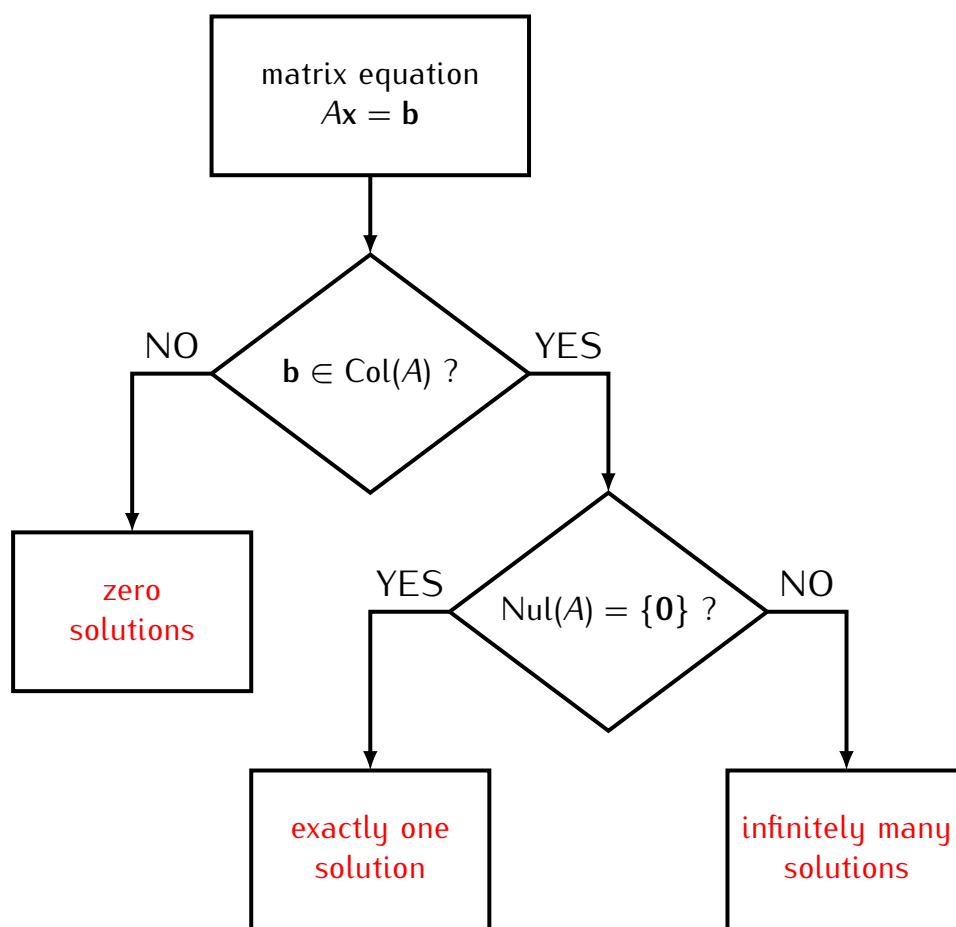 matrix equation
Ax = b
NO
YES
b ∈ Col(A) ?
zero
solutions
YES
NO
Nul(A) = {0} ?
exactly one
solution
infinitely many
solutions